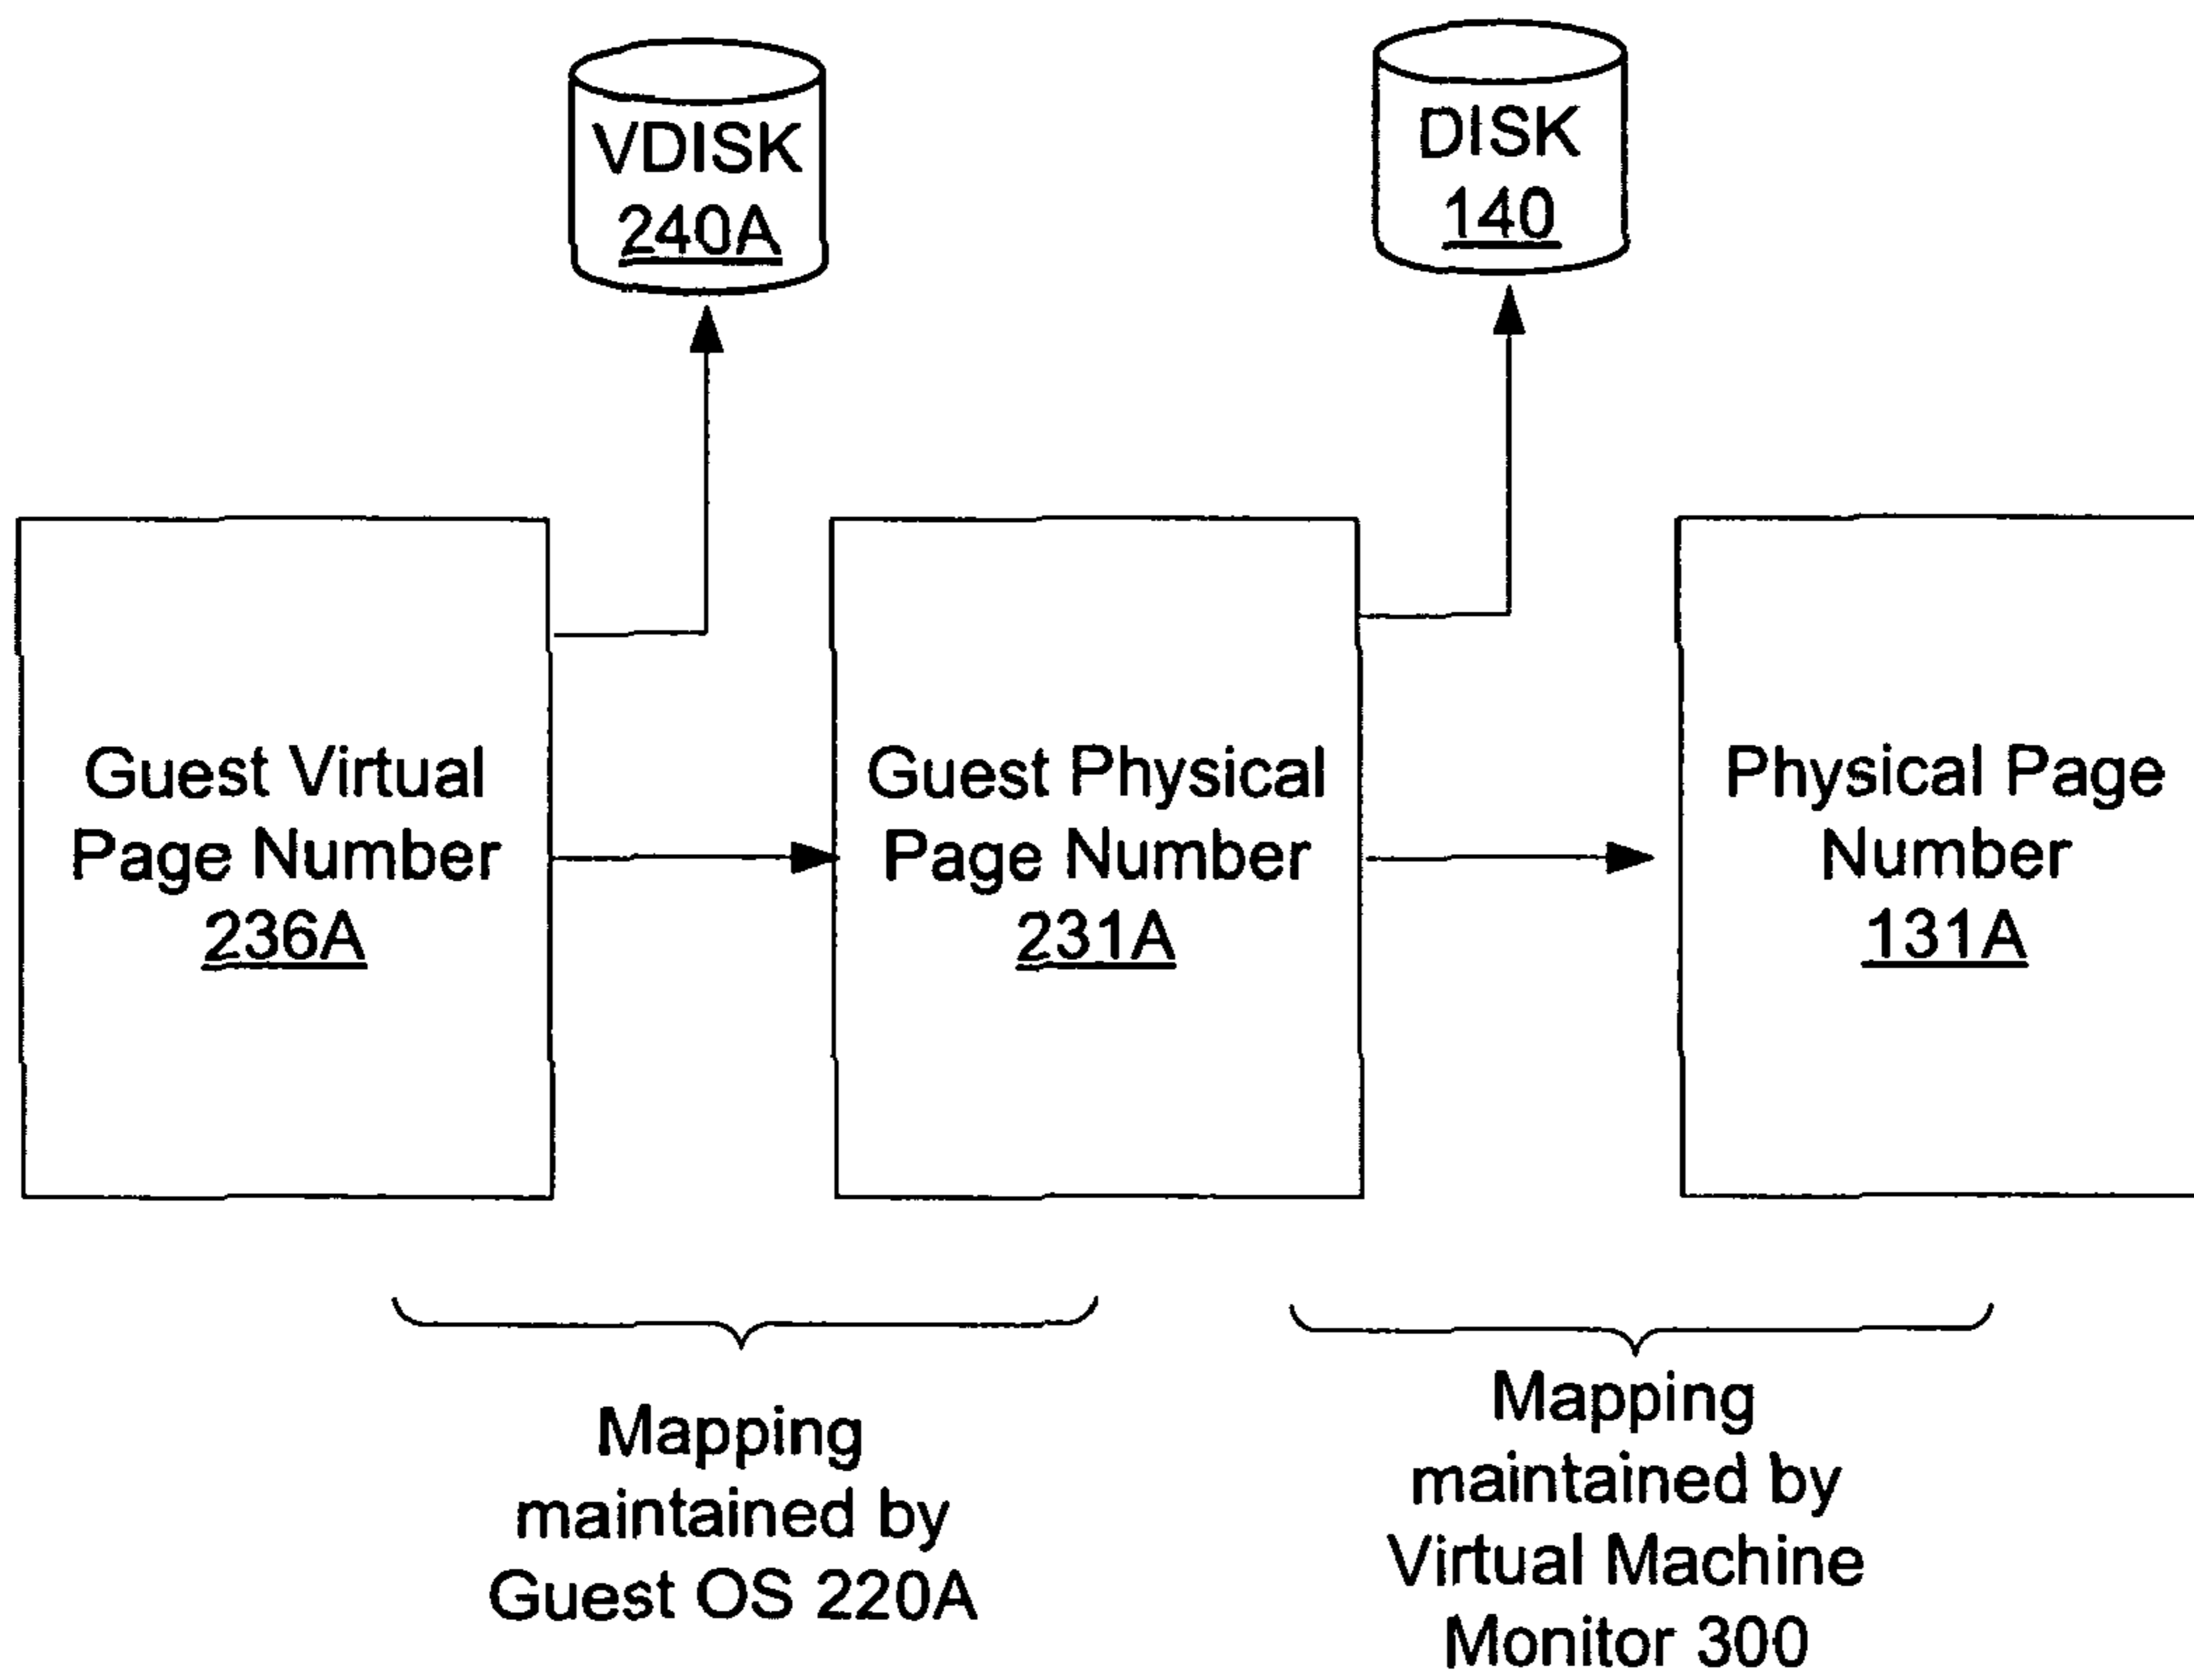 VDISK
240A
DISK
140
Guest Virtual
Page Number
236A
Guest Physical
Page Number
231A
Physical Page
Number
131A
Mapping
maintained by
Guest OS 220A
Mapping
maintained by
Virtual Machine
Monitor 300